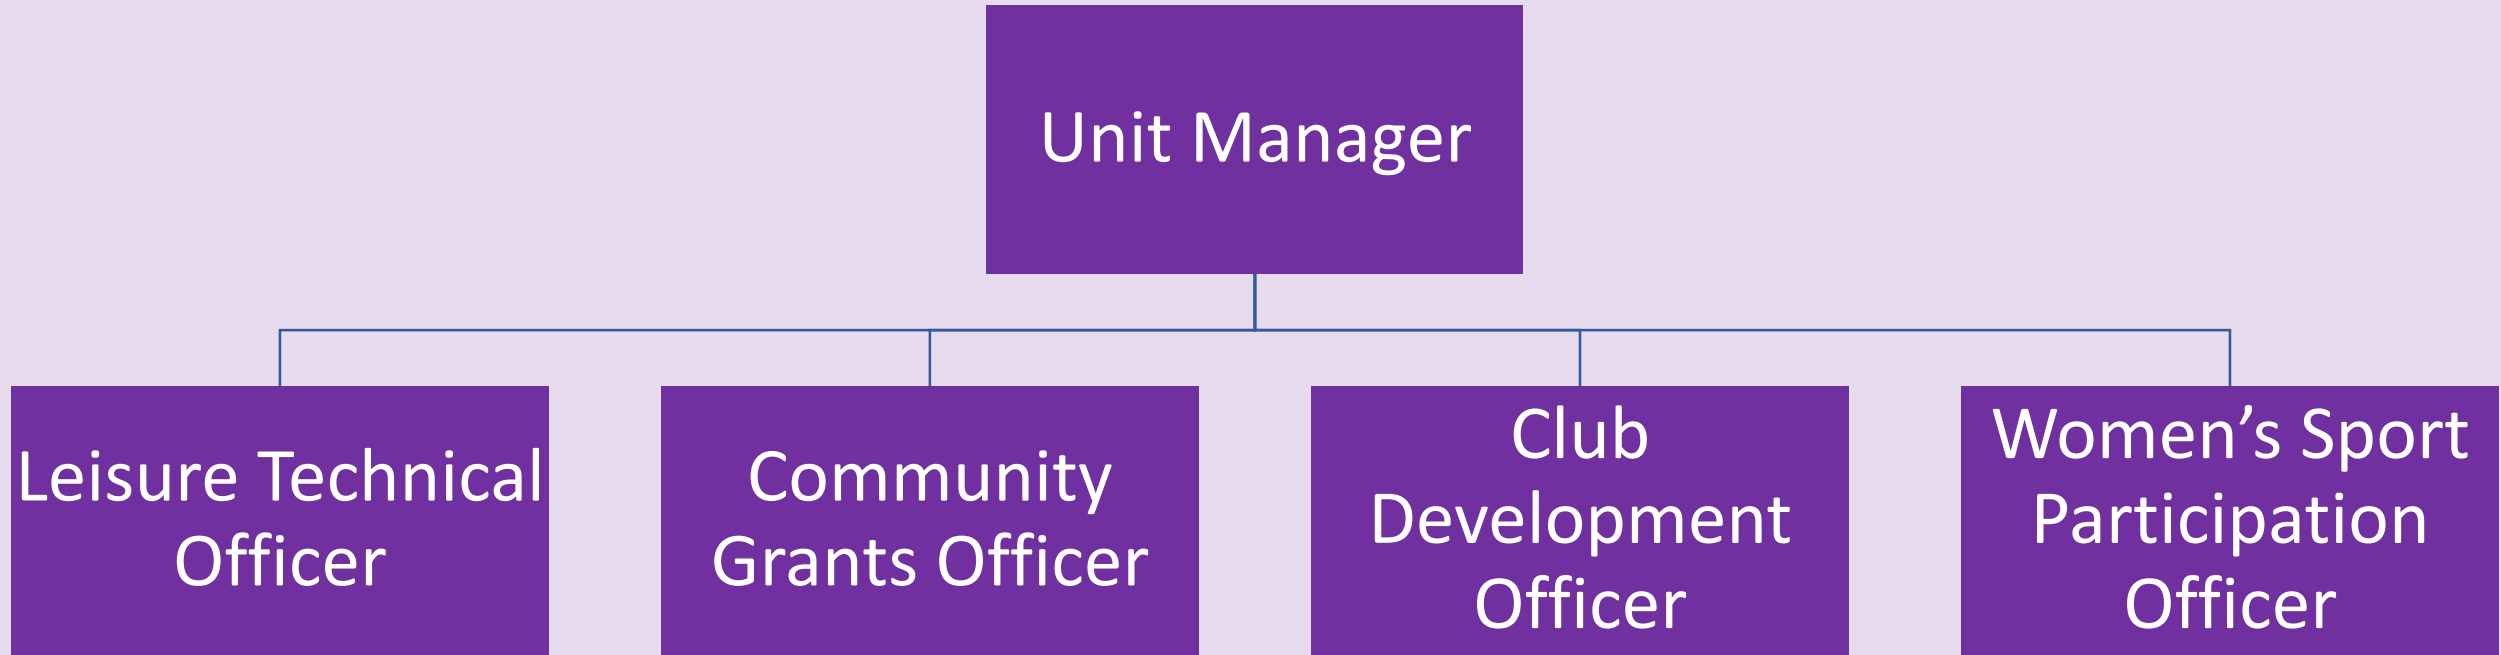 Unit Manager
Leisure Technical
Officer
Community
Grants Officer
Club
Development
Officer
Women’s Sport
Participation
Officer